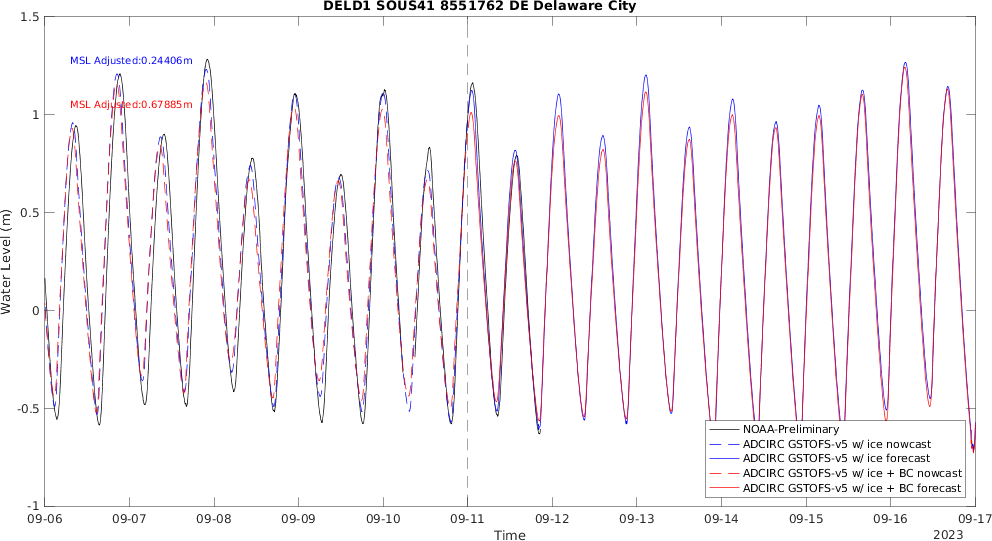 DELD1 SOUS41 8551762 DE Delaware City
1.5
MSL Adjusted:0.24406m
MSL Adjusted:0.67885m
1
0.5
0
-0.5
-1
Water Level (m)
NOAA-Preliminary
ADCIRC GSTOFS-v5 w/ ice nowcast
ADCIRC GSTOFS-v5 w/ ice forecast
ADCIRC GSTOFS-v5 w/ ice + BC nowcast
ADCIRC GSTOFS-v5 w/ ice + BC forecast
09-06 09-07 09-08 09-09 09-10 09-11 09-12 09-13 09-14 09-15 09-16 09-17
Time
2023